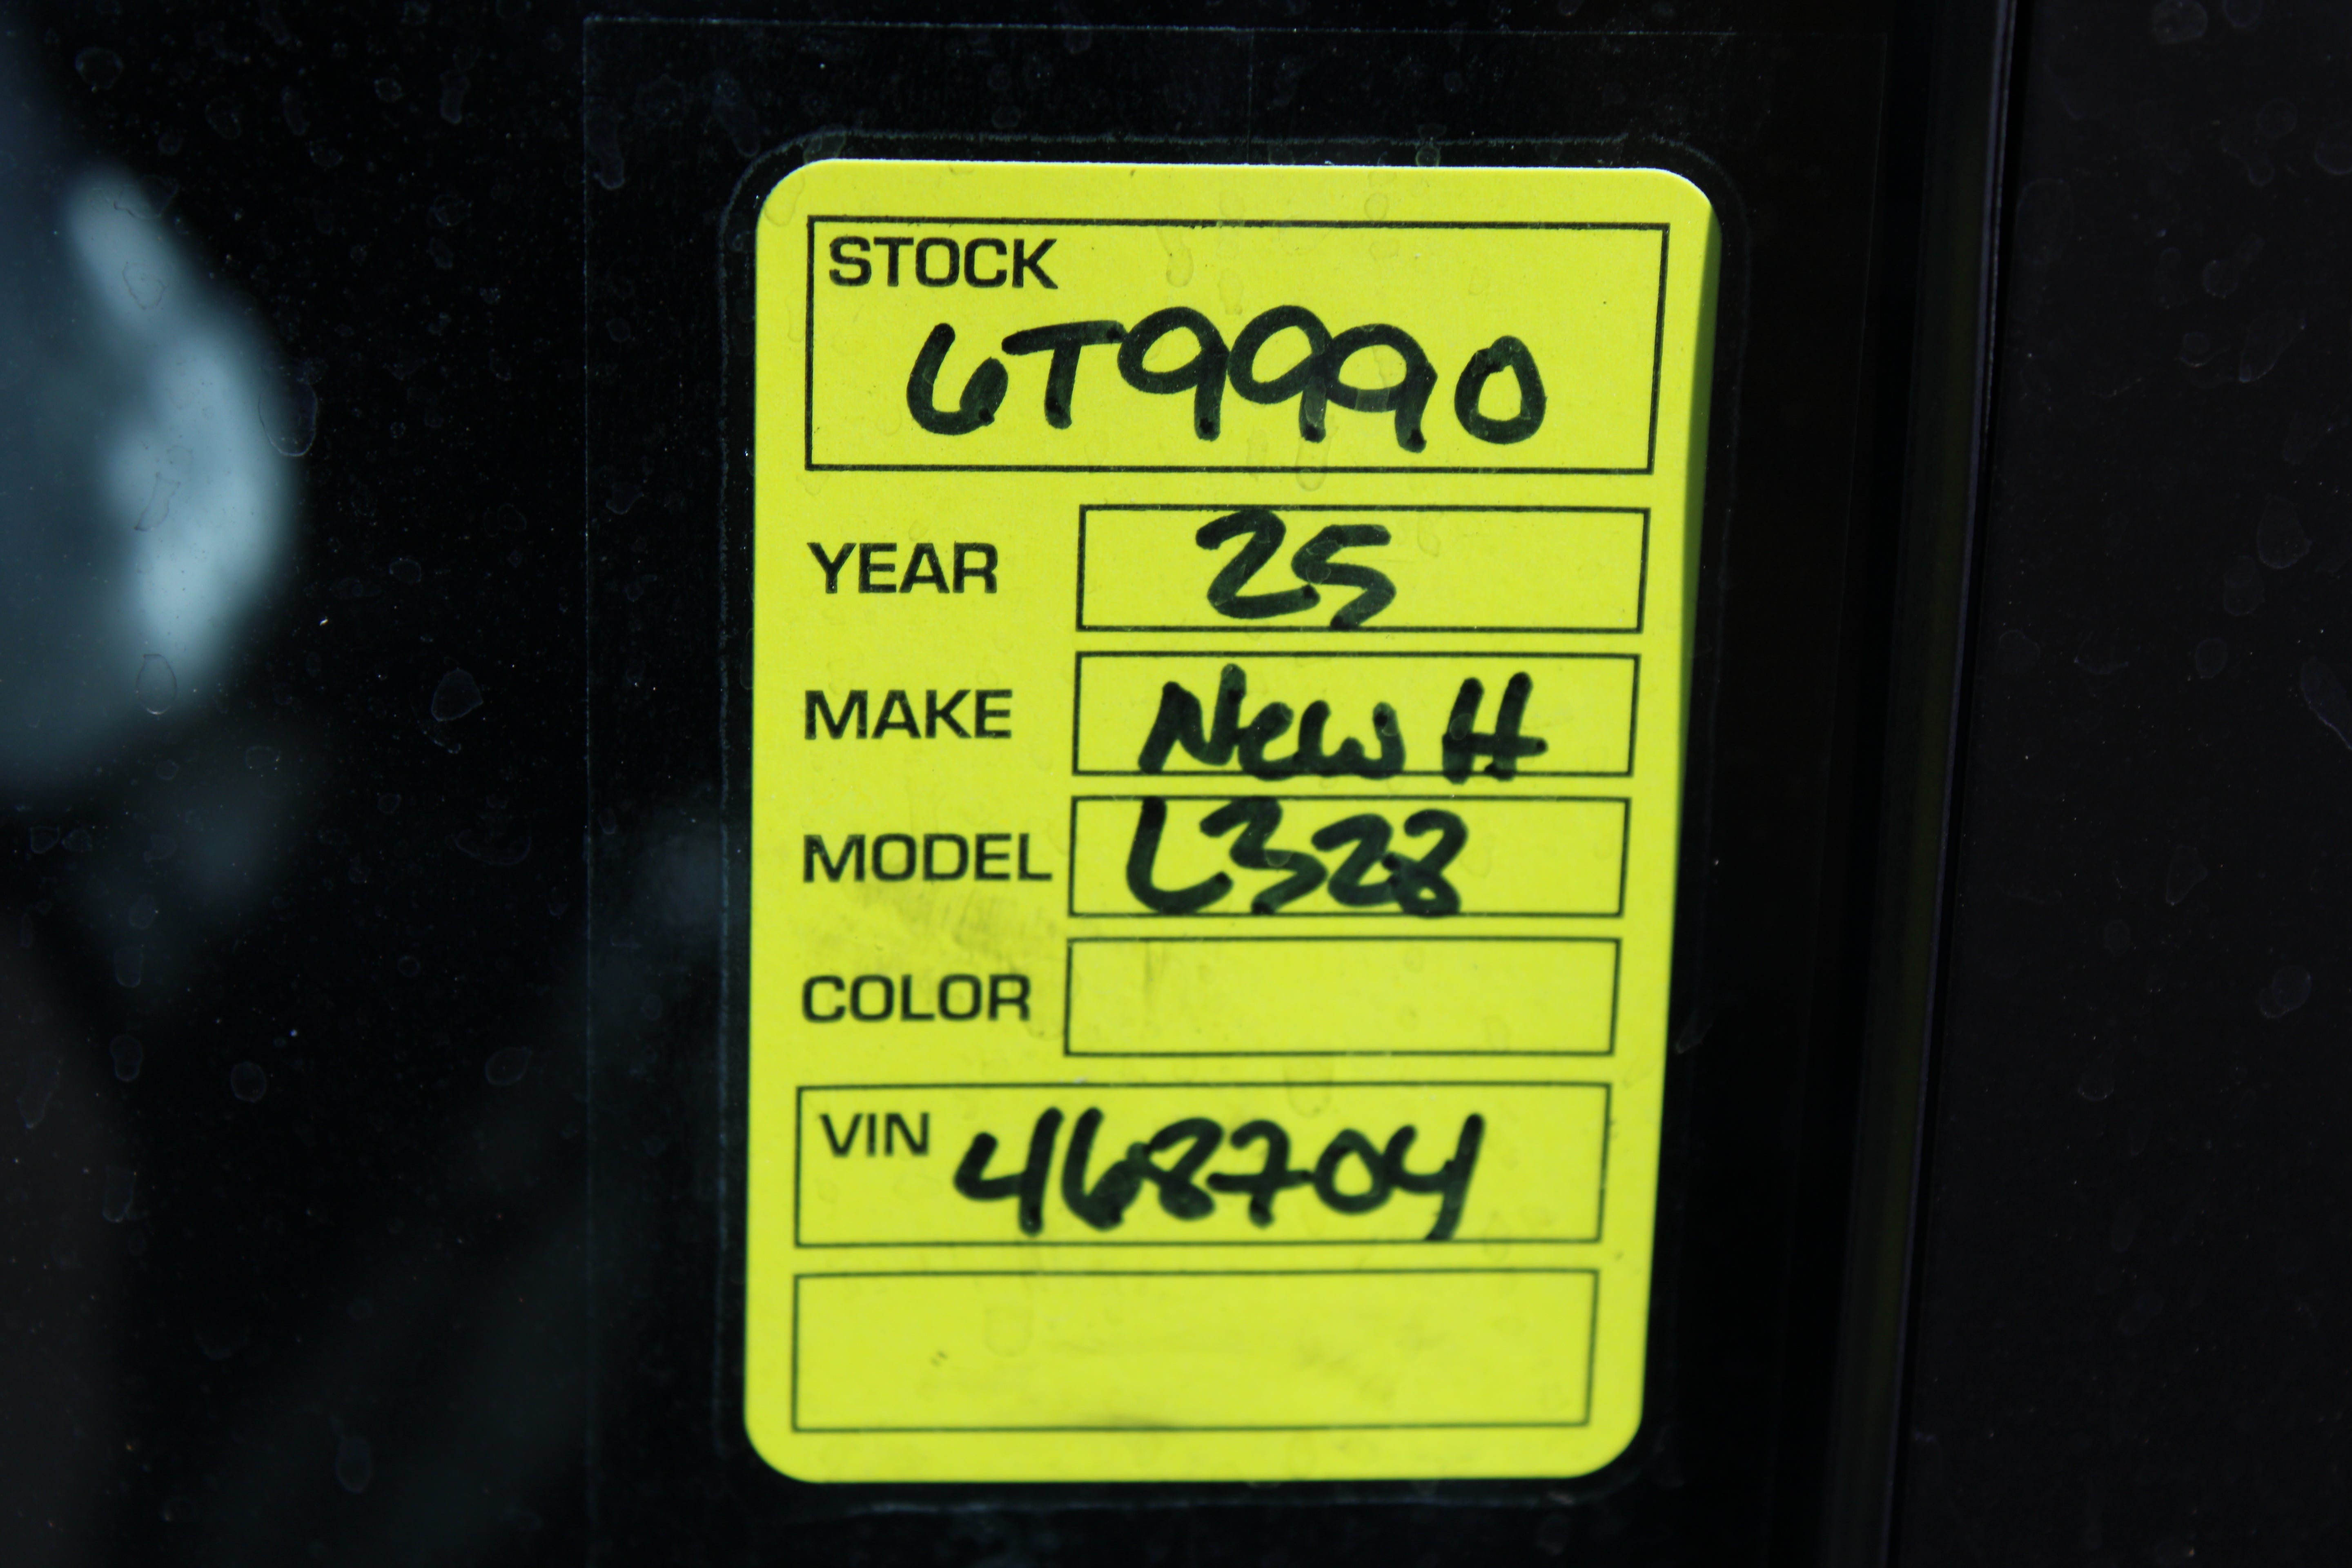 STOCK
6T9990
YEAR 25
MAKE New H
MODEL L328
COLOR
VIN 468704